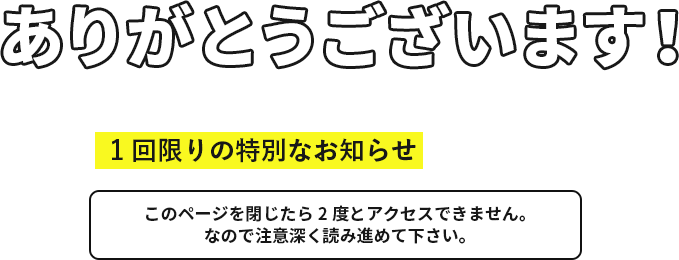 ありがとうございます！
1回限りの特別なお知らせ
このページを閉じたら2度とアクセスできません。
なので注意深く読み進めて下さい。